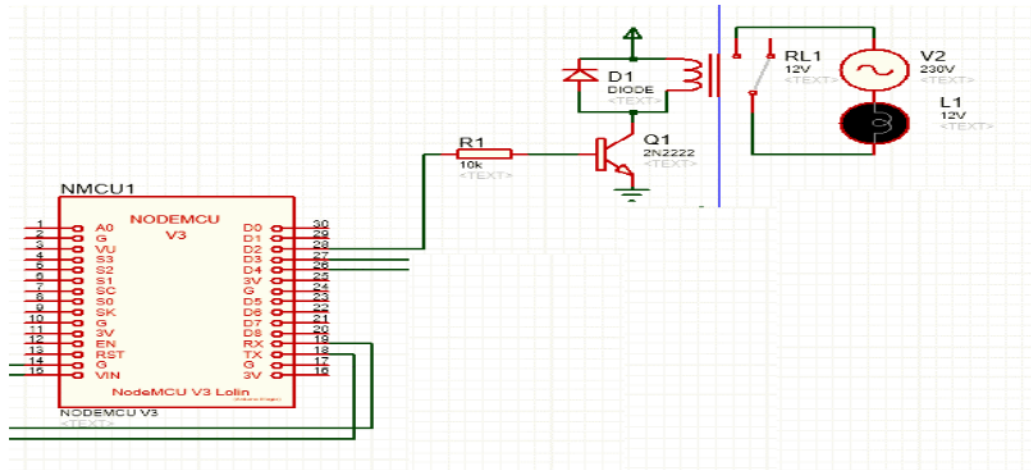 D1
DIODE
<TEXT>
RL1
12V
<TEXT>
V2
230V
<TEXT>
L1
12V
<TEXT>
R1
10k
<TEXT>
Q1
2N2222
<TEXT>
NMCU1
NODEMCU
V3
1 A0
2 G
3 VU
4 S3
5 S2
6 S1
7 SC
8 S0
9 SK
10 G
11 3V
12 EN
13 RST
14 G
15 VIN
D0 30
D1 29
D2 28
D3 27
D4 26
3V 25
G 24
D5 23
D6 22
D7 21
D8 20
RX 19
TX 18
G 17
3V 16
NodeMCU V3 Lolin
NODEMCU V3
<TEXT>